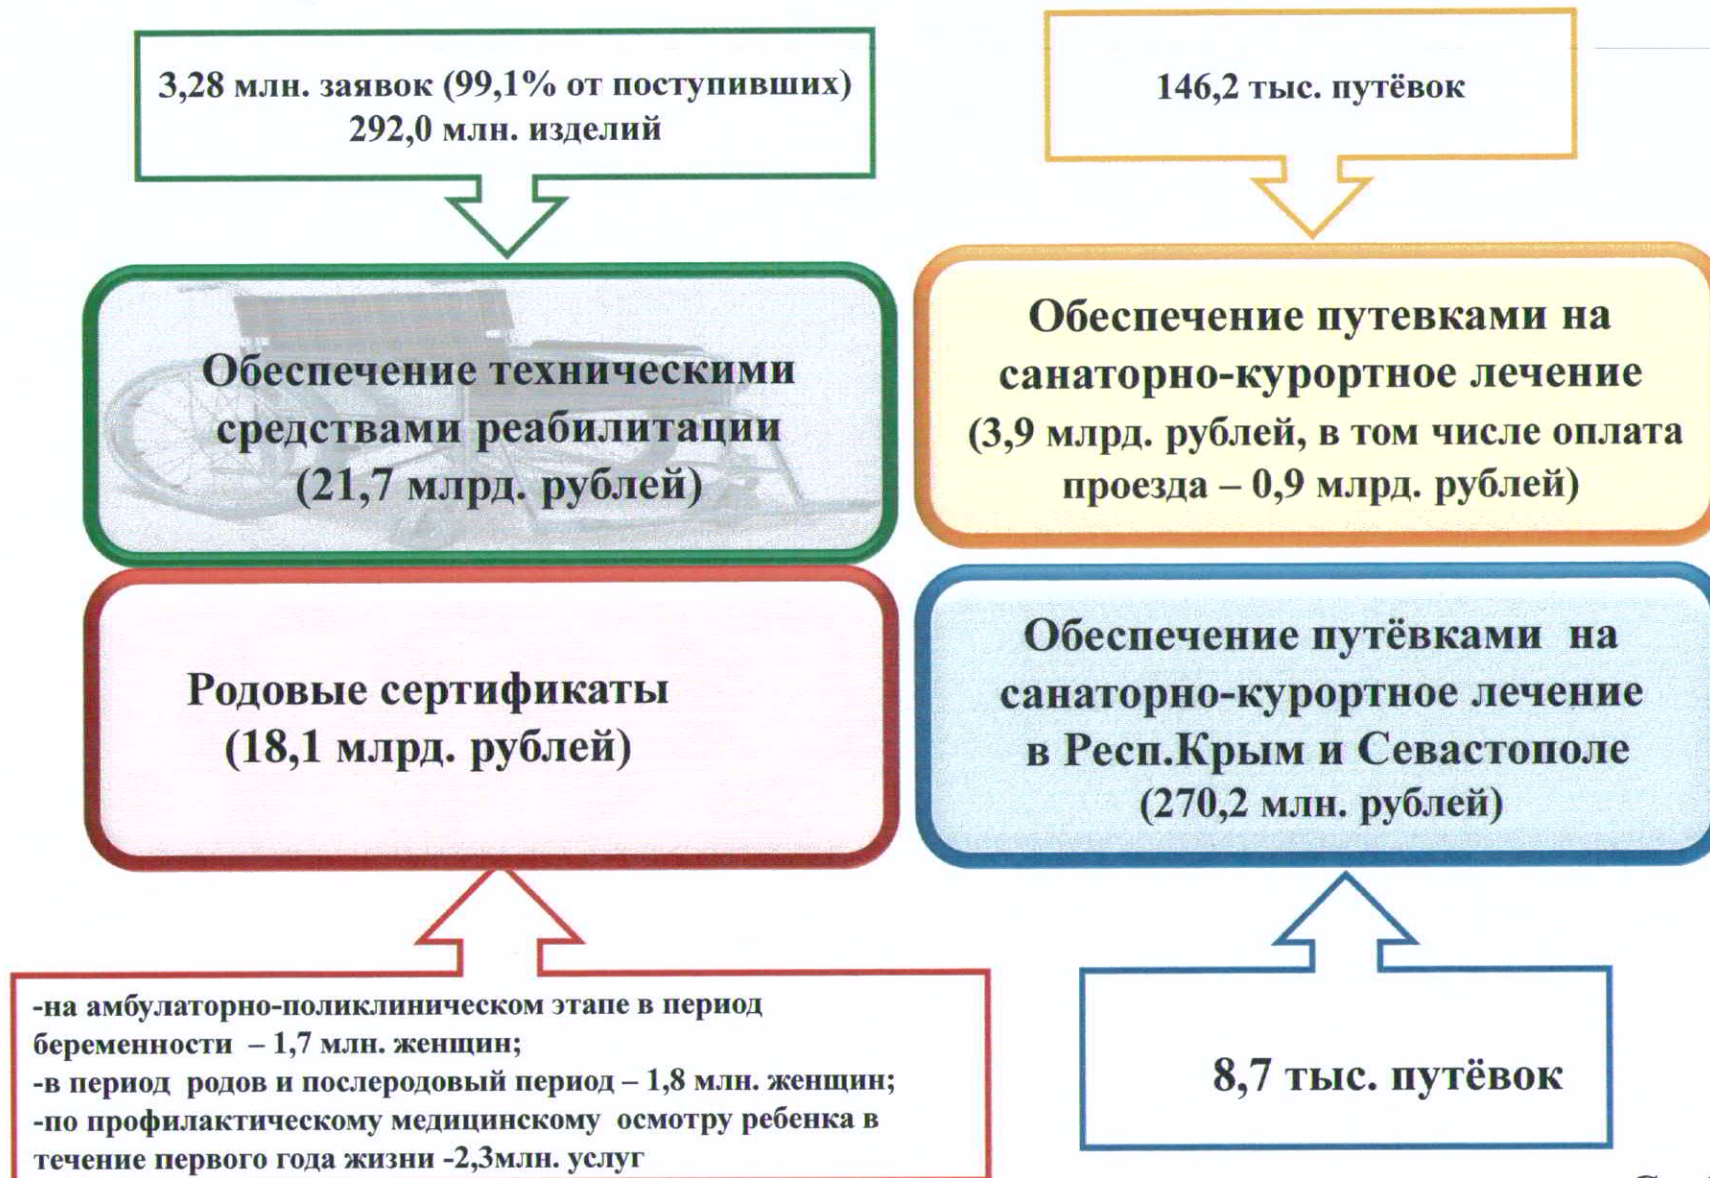 3,28 млн. заявок (99,1% от поступивших)
292,0 млн. изделий
146,2 тыс. путёвок
Обеспечение техническими
средствами реабилитации
(21,7 млрд. рублей)
Обеспечение путевками на
санаторно-курортное лечение
(3,9 млрд. рублей, в том числе оплата
проезда – 0,9 млрд. рублей)
Родовые сертификаты
(18,1 млрд. рублей)
Обеспечение путёвками  на
санаторно-курортное лечение
в Респ.Крым и Севастополе
(270,2 млн. рублей)
-на амбулаторно-поликлиническом этапе в период
беременности  – 1,7 млн. женщин;
-в период  родов и послеродовый период – 1,8 млн. женщин;
-по профилактическому медицинскому  осмотру ребенка в
течение первого года жизни -2,3млн. услуг
8,7 тыс. путёвок